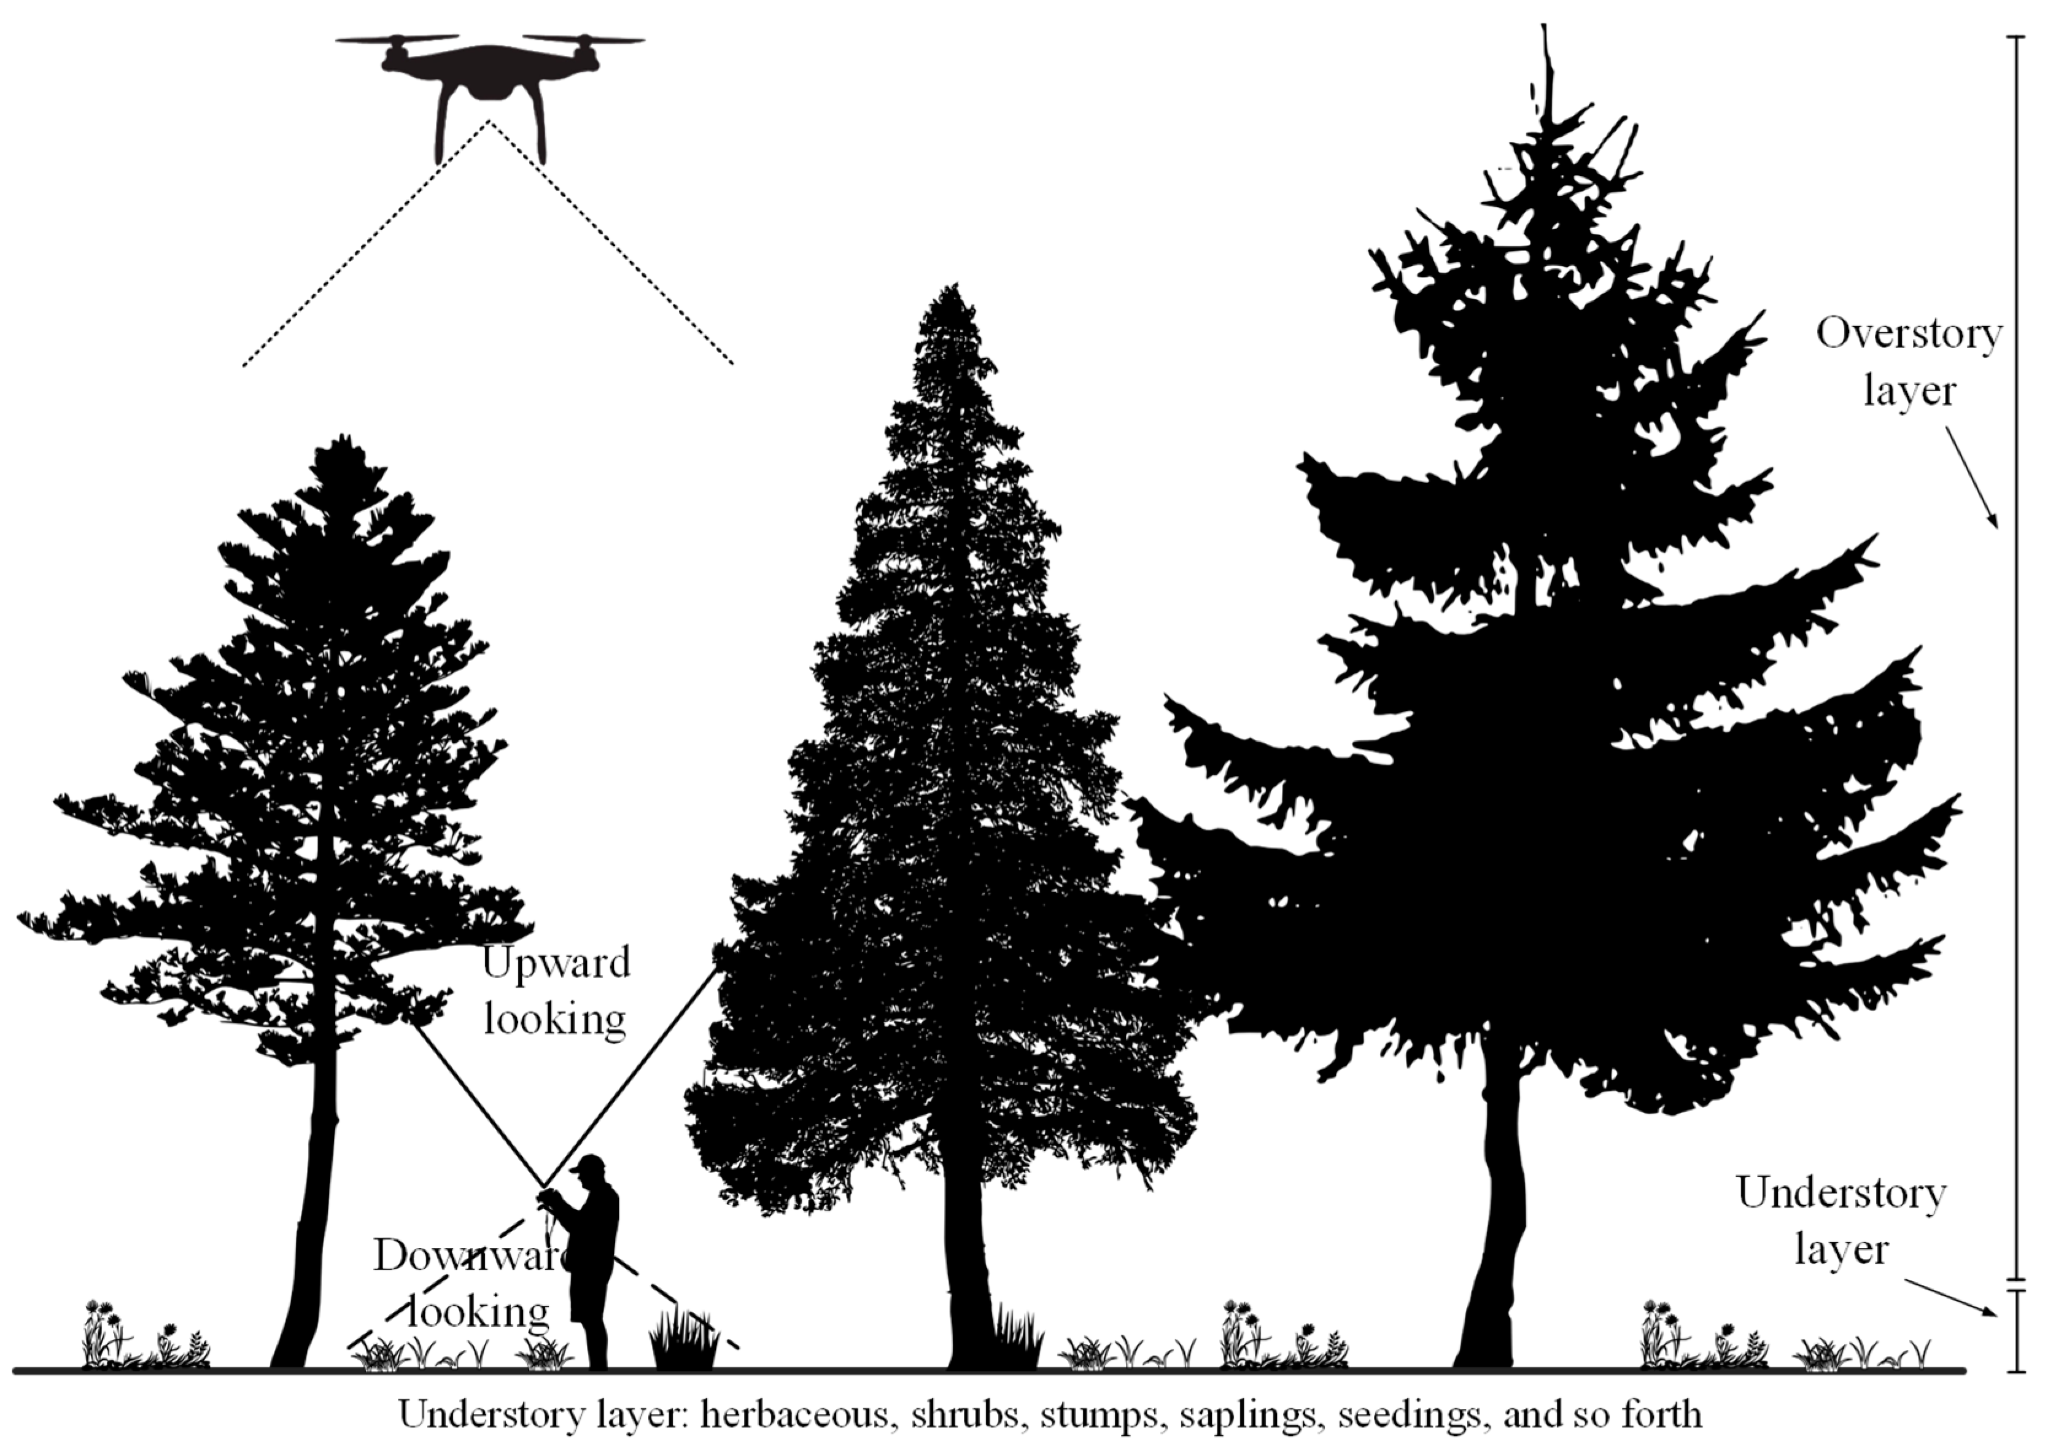 Overstory
layer
Upward
looking
Understory
layer
Downward
looking
Understory layer: herbaceous, shrubs, stumps, saplings, seedings, and so forth